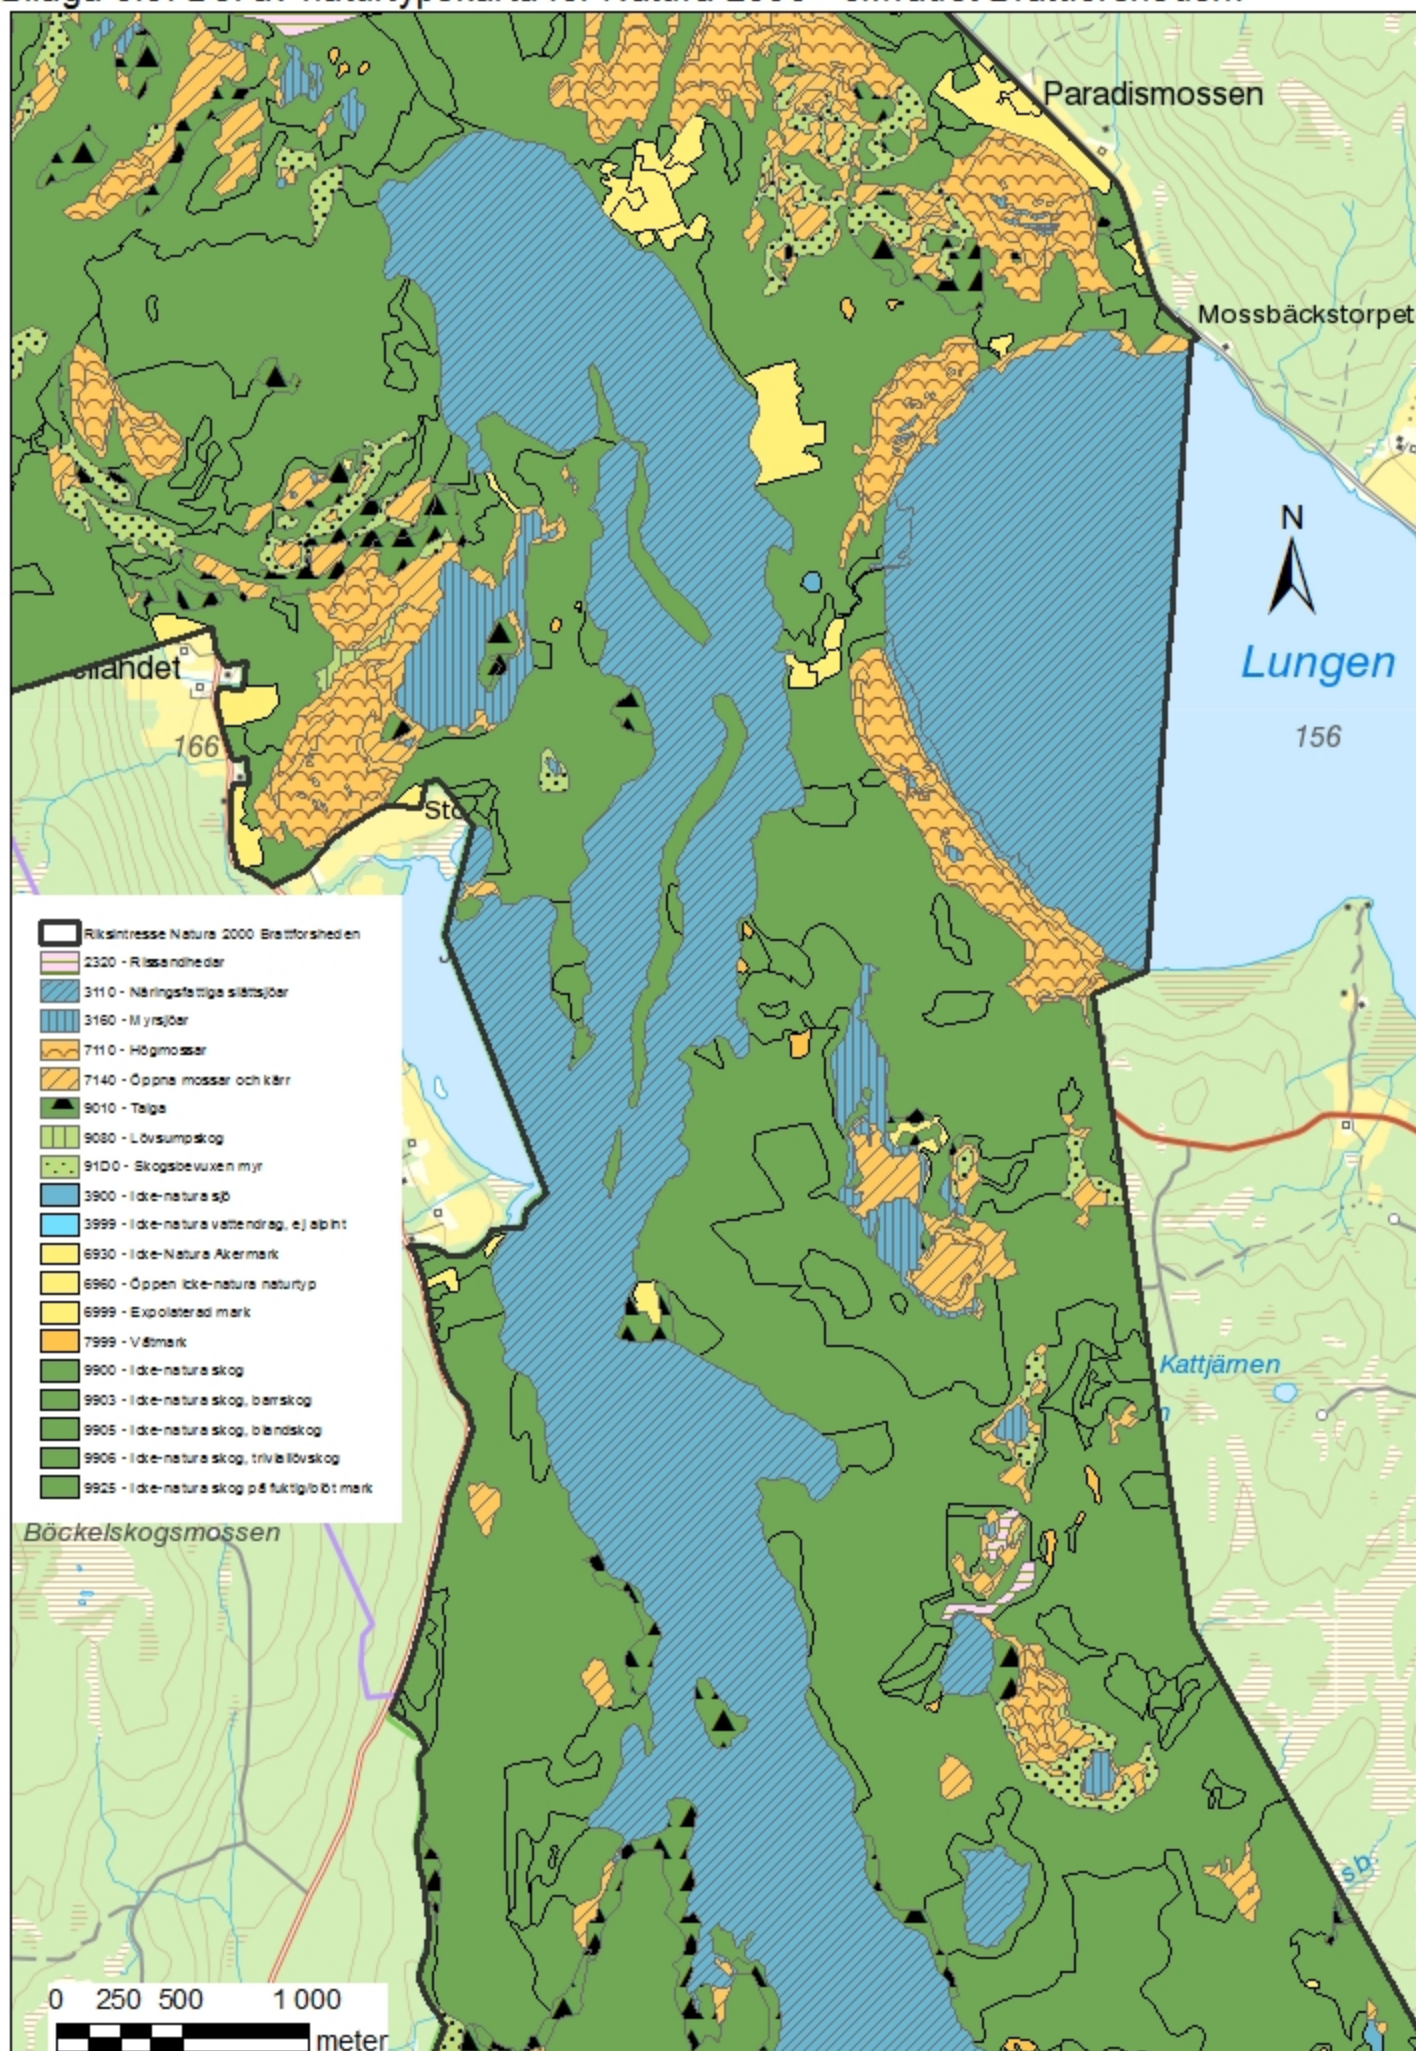 Paradismossen
Mossbäckstorpet
N
Lungen
156
166
Sto
Riksintresse Natura 2000 Brattforsheden
2320 - Rissandhedar
3110 - Näringsfattiga slättsjöar
3160 - Myrsjöar
7110 - Högmossar
7140 - Öppna mossar och kärr
9010 - Taiga
9080 - Lövsumpskog
91D0 - Skogsbevuxen myr
3900 - Icke-natura sjö
3999 - Icke-natura vattendrag, ej alpint
6930 - Icke-Natura Åkermark
6960 - Öppen icke-natura naturtyp
6999 - Expolaterad mark
7999 - Våtmark
9900 - Icke-natura skog
9903 - Icke-natura skog, barrskog
9905 - Icke-natura skog, blandskog
9906 - Icke-natura skog, triviallövskog
9925 - Icke-natura skog på fuktig/blöt mark
Kattjärnen
Böckelskogsmossen
sb
0 250 500 1 000
meter